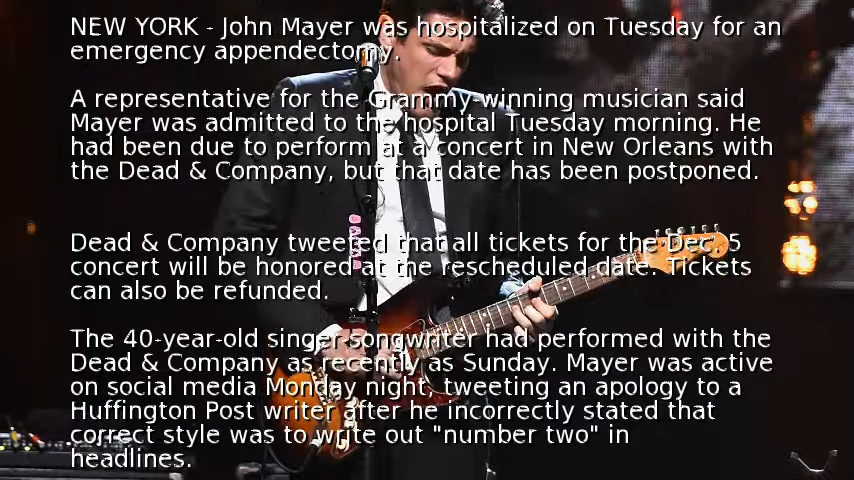 NEW YORK - John Mayer was hospitalized on Tuesday for an
emergency appendectomy.
A representative for the Grammy-winning musician said
Mayer was admitted to the hospital Tuesday morning. He
had been due to perform at a concert in New Orleans with
the Dead & Company, but that date has been postponed.
Dead & Company tweeted that all tickets for the Dec. 5
concert will be honored at the rescheduled date. Tickets
can also be refunded.
The 40-year-old singer-songwriter had performed with the
Dead & Company as recently as Sunday. Mayer was active
on social media Monday night, tweeting an apology to a
Huffington Post writer after he incorrectly stated that
correct style was to write out "number two" in
headlines.